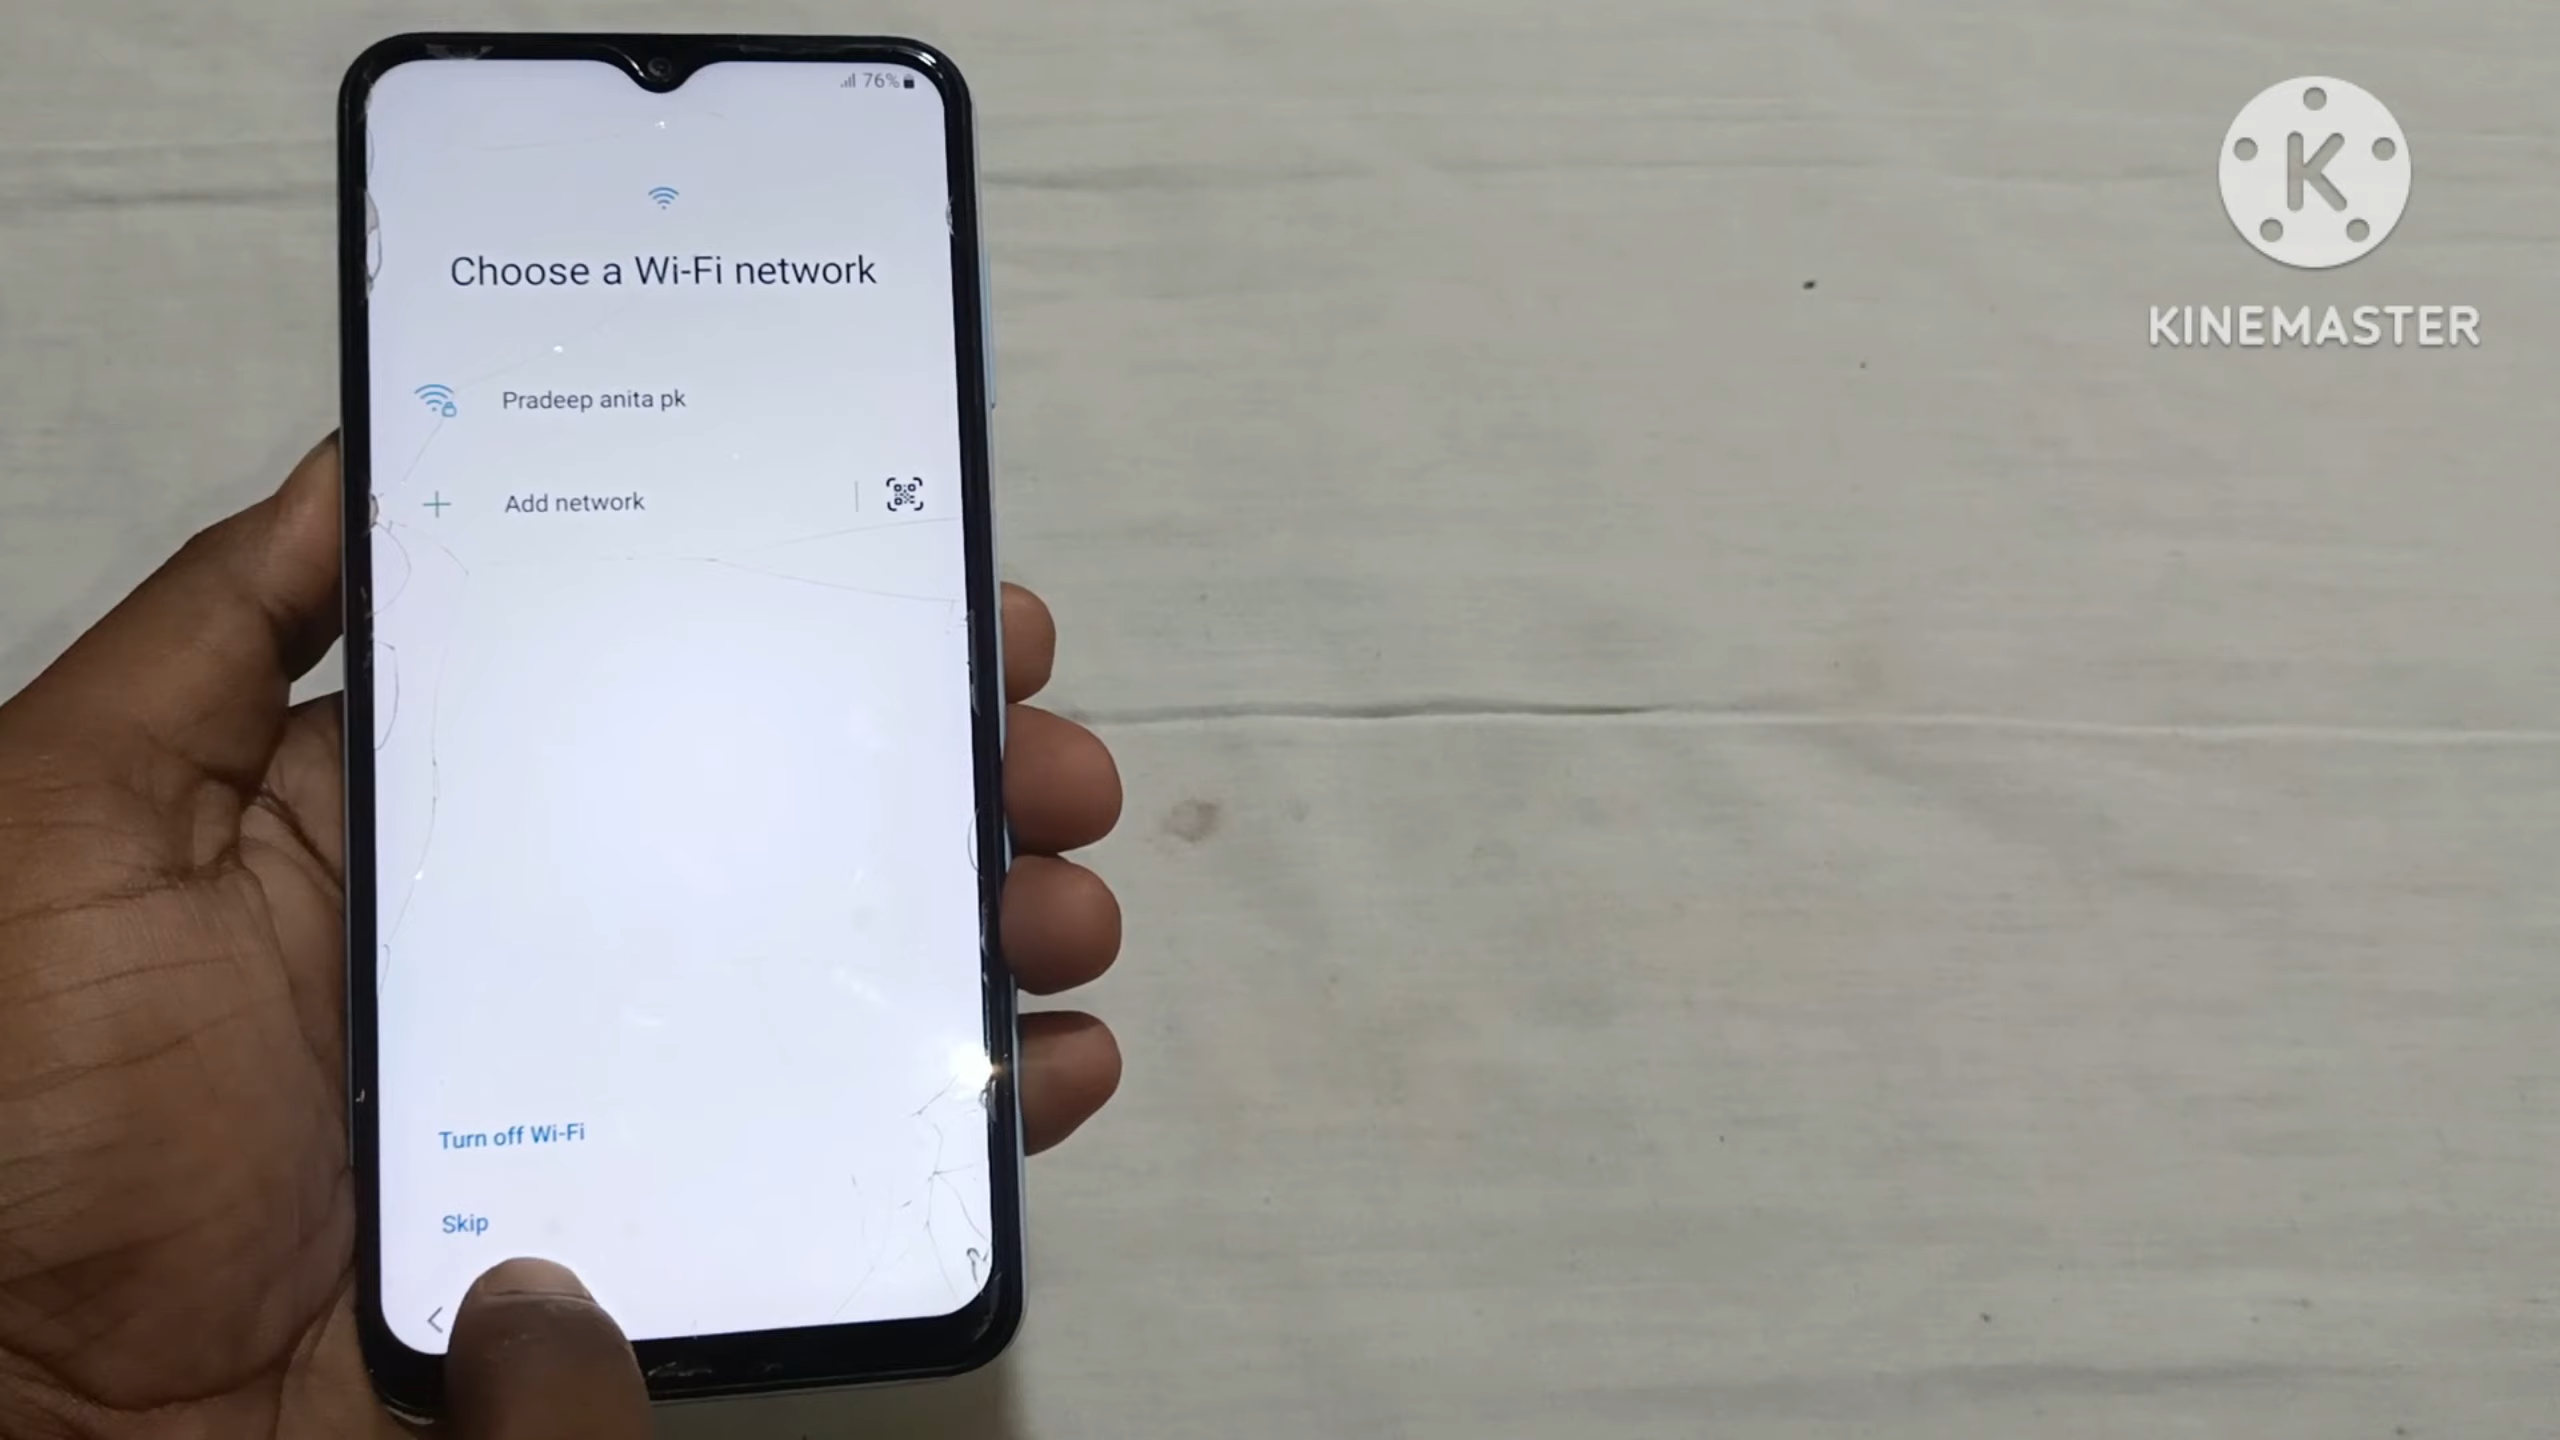 76%
Choose a Wi-Fi network
Pradeep anita pk
Add network
Turn off Wi-Fi
Skip
K
KINEMASTER